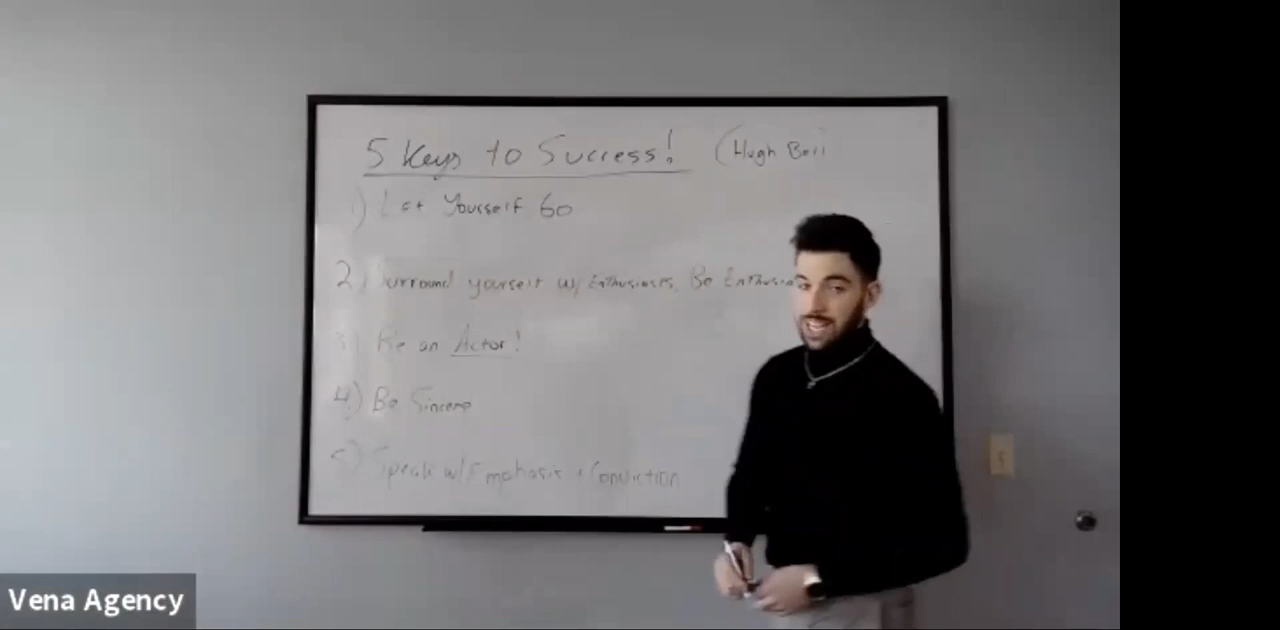 5 Keys to Success! (Hugh Bell
1) Let Yourself Go
2) Surround yourself w/ Enthusiasts, Be Enthusia
3) Be an Actor!
4) Be Sincere
5) Speak w/ Emphasis + Conviction
Vena Agency